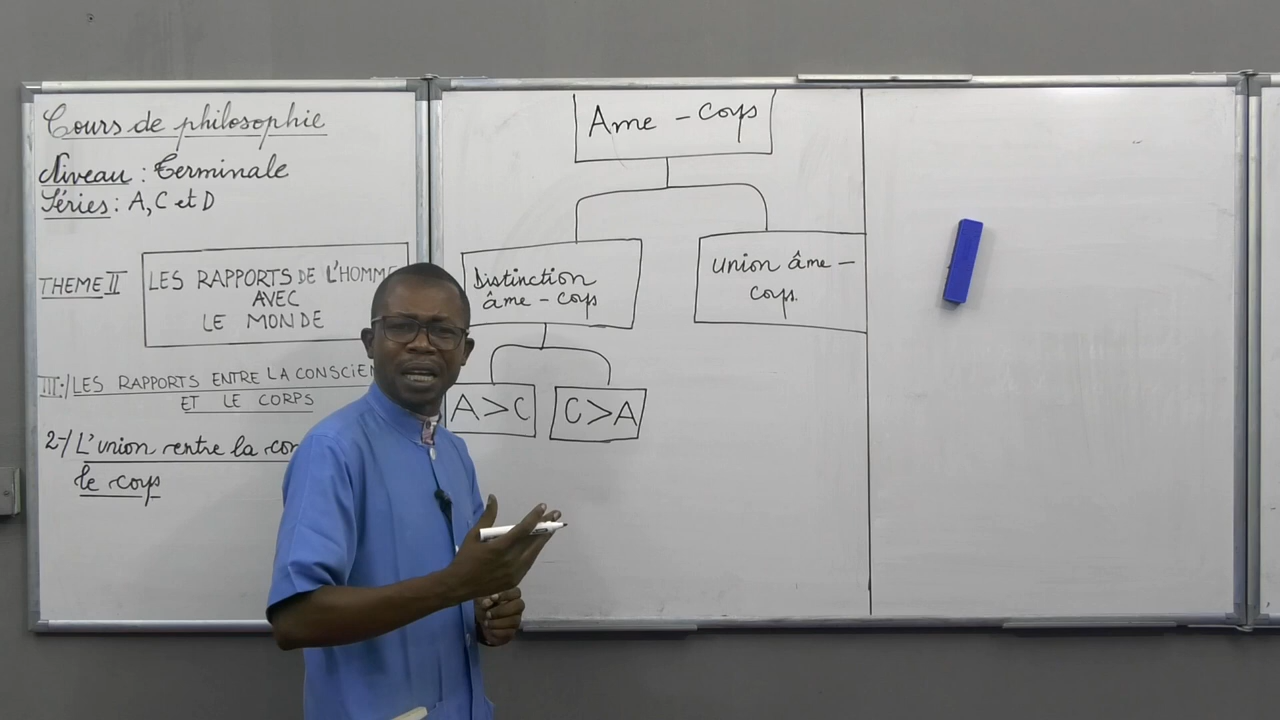 Cours de philosophie
Niveau : Terminale
Séries : A, C et D
THEME II
LES RAPPORTS DE L'HOMME
AVEC
LE MONDE
III:/ LES RAPPORTS ENTRE LA CONSCIEN
ET LE CORPS
2-/ L'union entre la con
le corps
Ame - Corps
Distinction
âme - corps
Union âme -
corps.
A>C
C>A